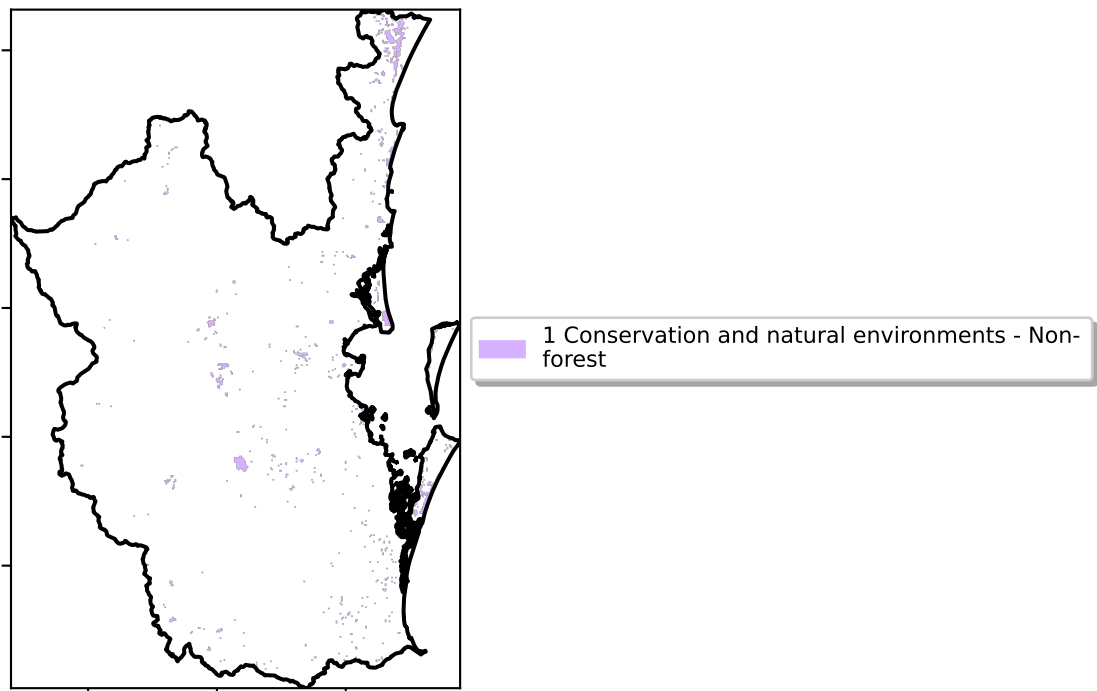 1 Conservation and natural environments - Non-
forest